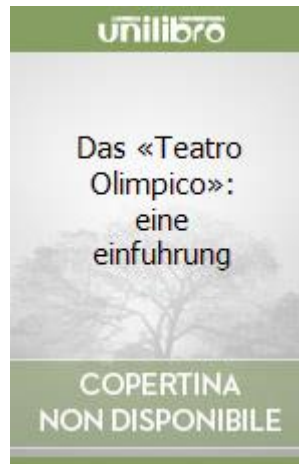 unilibro
Das «Teatro
Olimpico»:
eine
einfuhrung
COPERTINA
NON DISPONIBILE